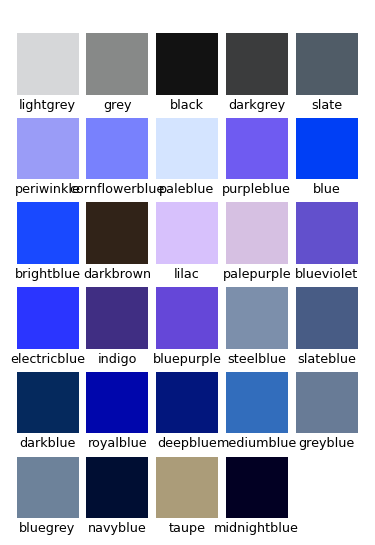 lightgrey grey black darkgrey slate
periwinkle cornflowerblue paleblue purpleblue blue
brightblue darkbrown lilac palepurple blueviolet
electricblue indigo bluepurple steelblue slateblue
darkblue royalblue deepblue mediumblue greyblue
bluegrey navyblue taupe midnightblue